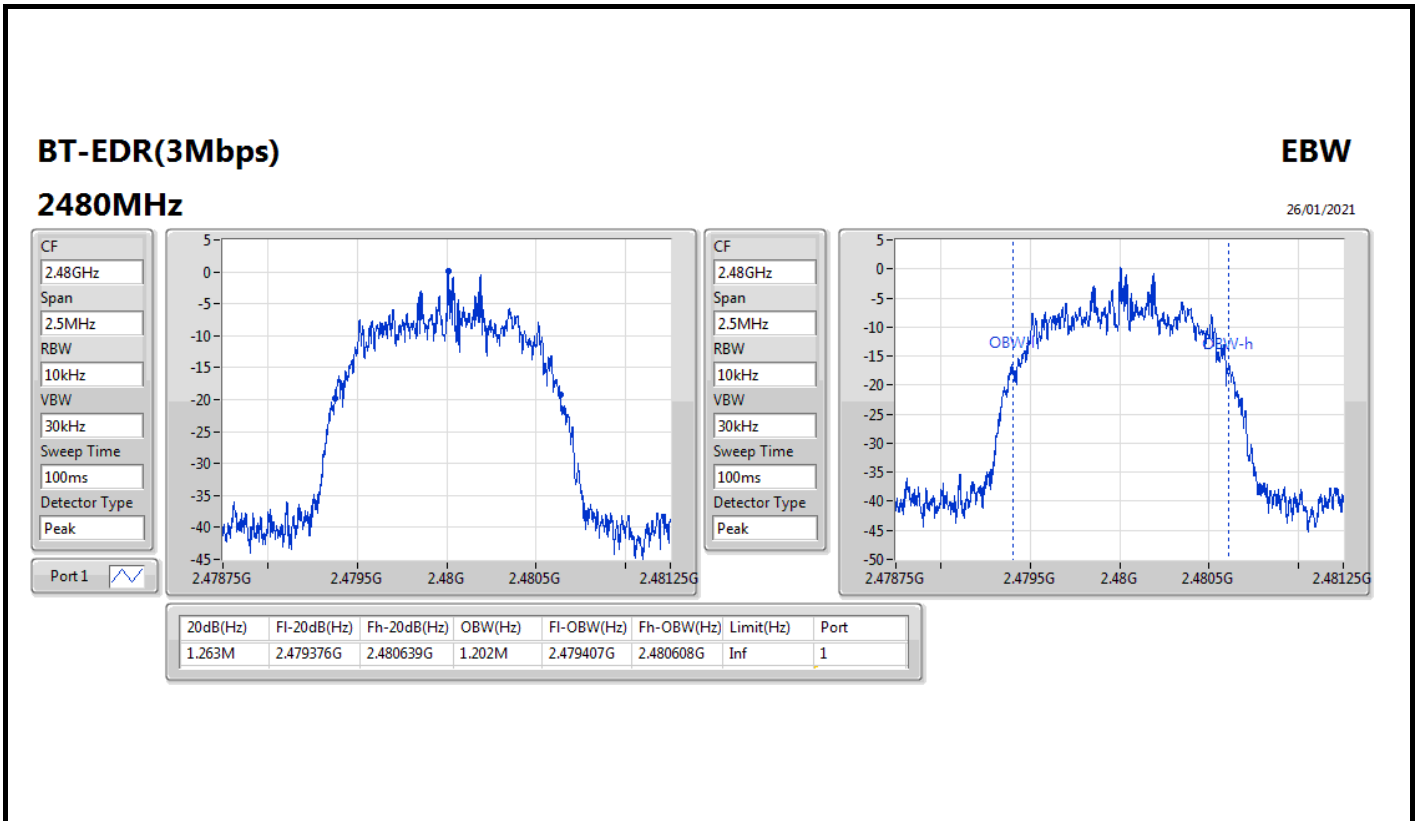 BT-EDR(3Mbps)
EBW
2480MHz
26/01/2021
CF
2.48GHz
Span
2.5MHz
RBW
10kHz
VBW
30kHz
Sweep Time
100ms
Detector Type
Peak
Port 1
5
0
-5
-10
-15
-20
-25
-30
-35
-40
-45
2.47875G 2.4795G 2.48G 2.4805G 2.48125G
CF
2.48GHz
Span
2.5MHz
RBW
10kHz
VBW
30kHz
Sweep Time
100ms
Detector Type
Peak
5
0
-5
-10
-15
-20
-25
-30
-35
-40
-45
-50
OBW-h
2.47875G 2.4795G 2.48G 2.4805G 2.48125G
20dB(Hz) Fl-20dB(Hz) Fh-20dB(Hz) OBW(Hz) Fl-OBW(Hz) Fh-OBW(Hz) Limit(Hz) Port
1.263M 2.479376G 2.480639G 1.202M 2.479407G 2.480608G Inf 1